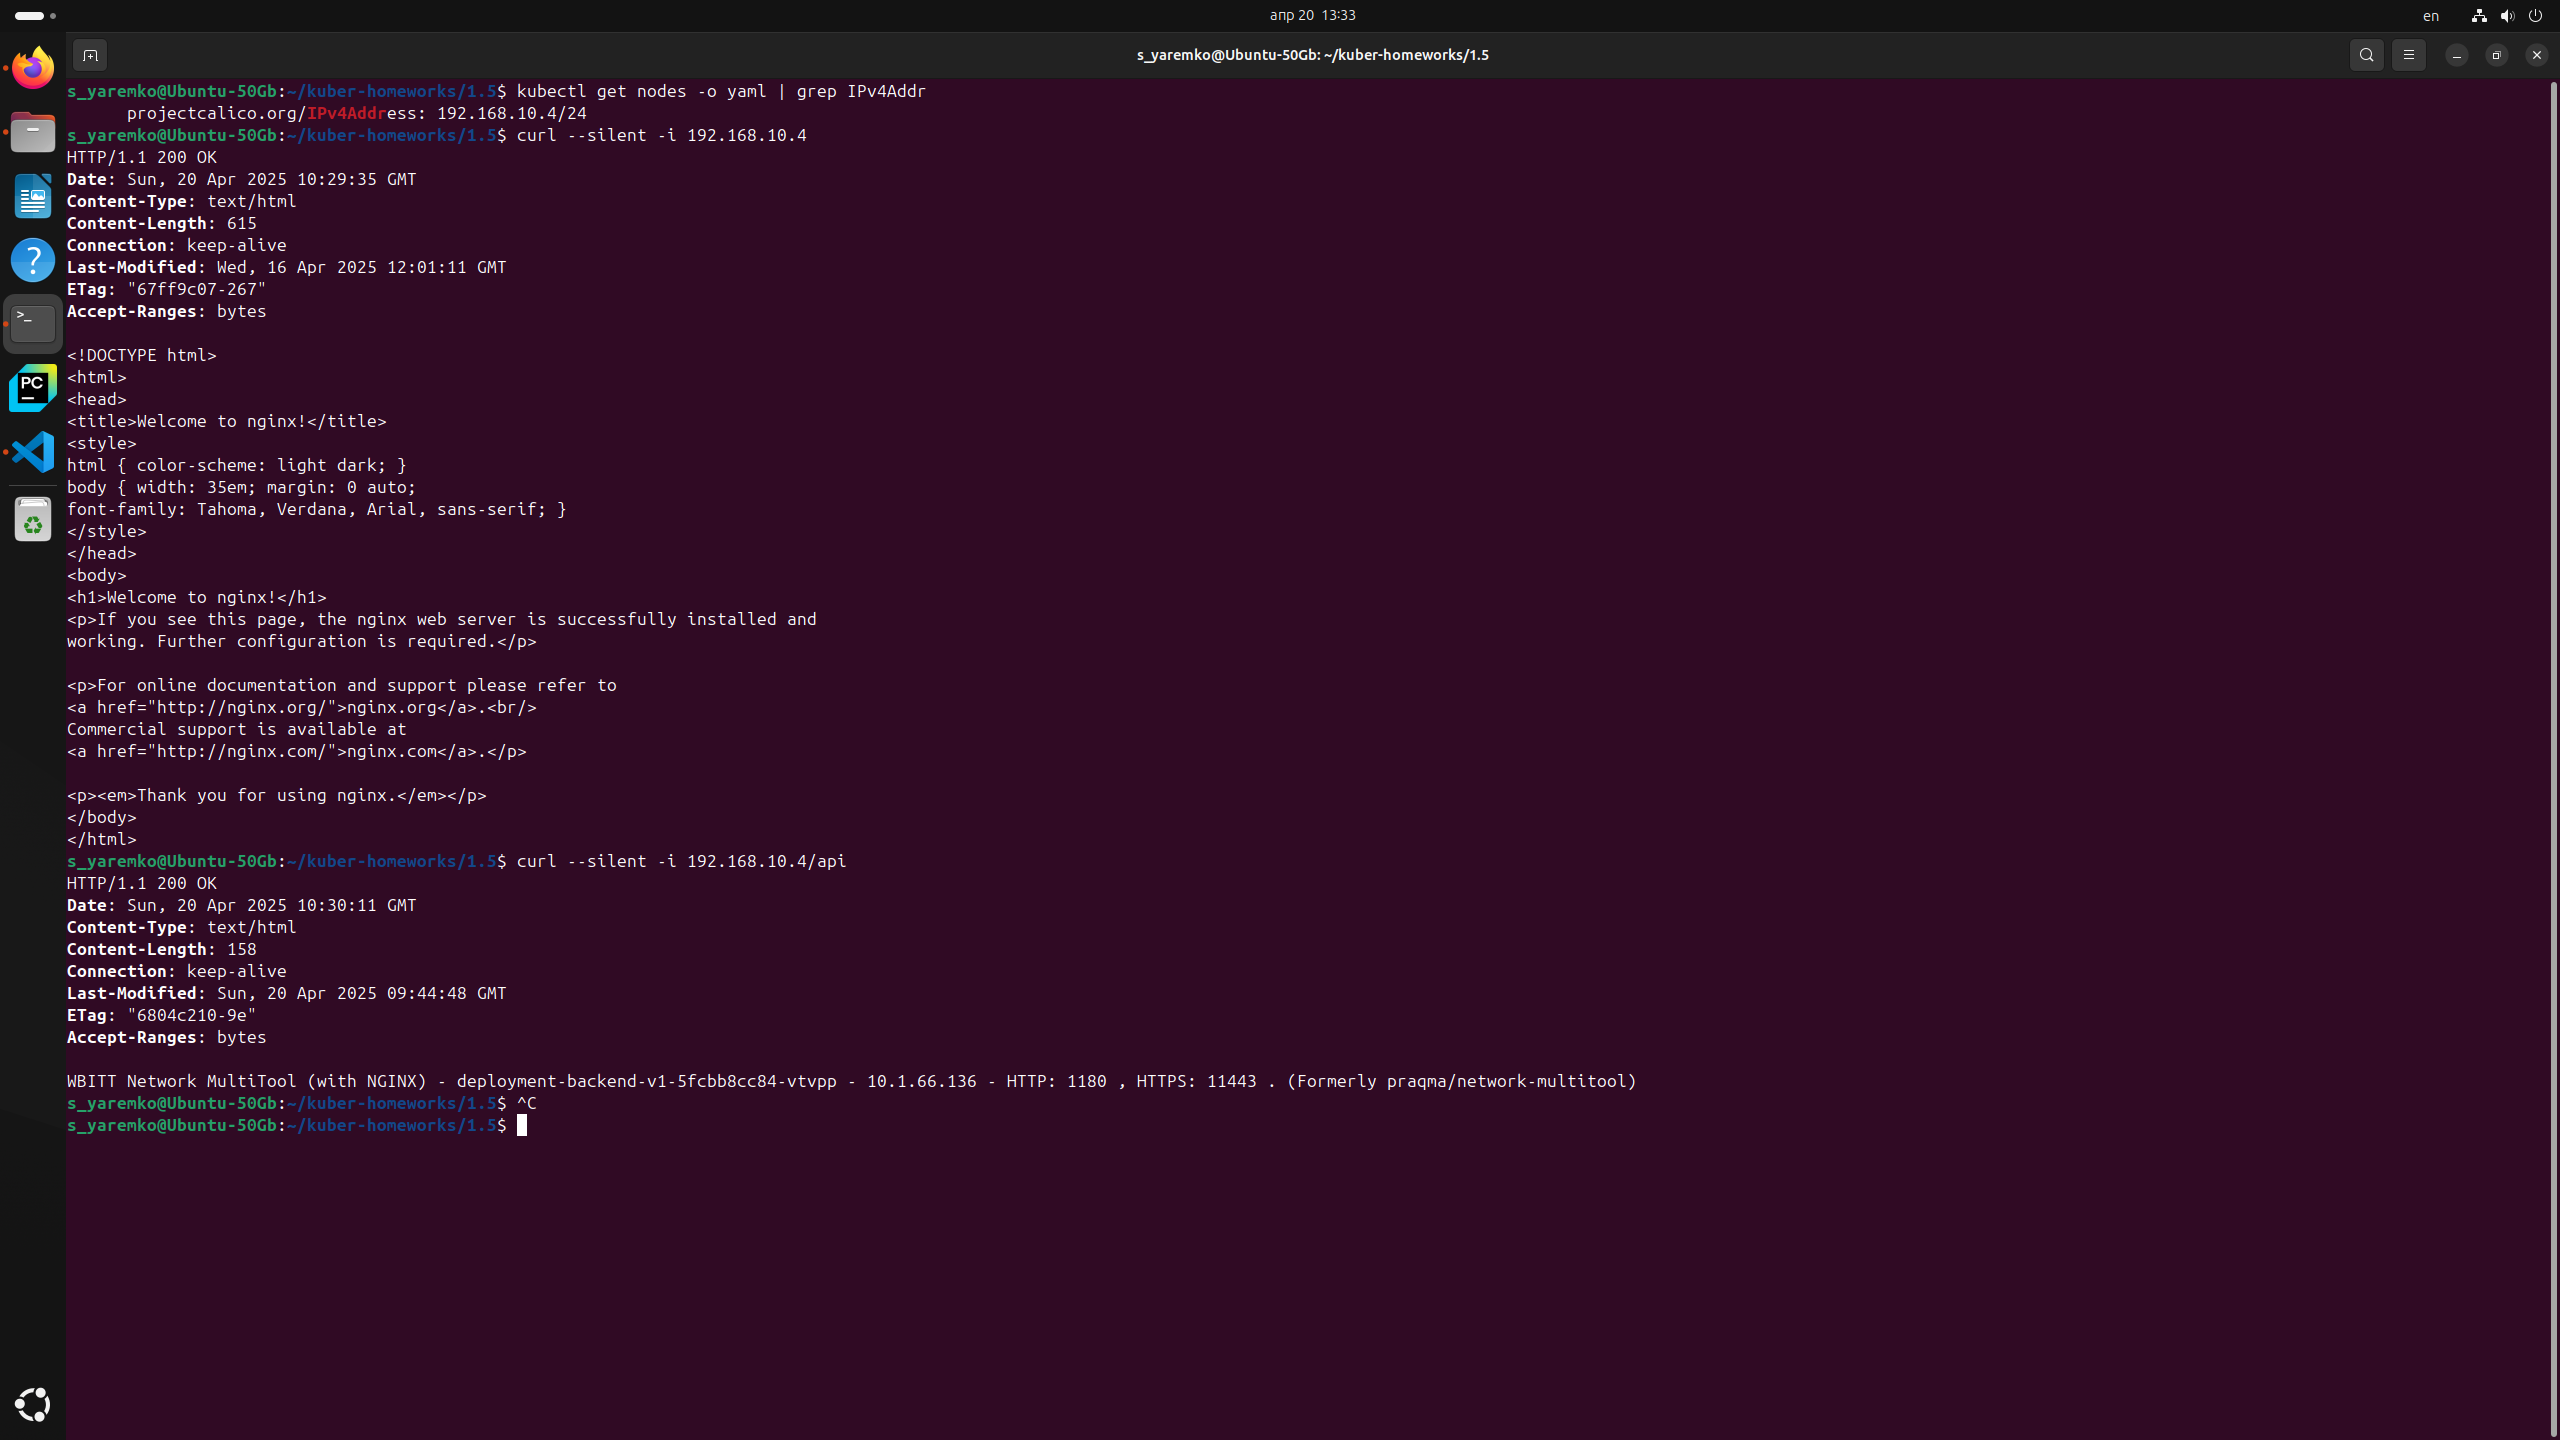 апр 20  13:33
en
s_yaremko@Ubuntu-50Gb: ~/kuber-homeworks/1.5
s_yaremko@Ubuntu-50Gb:~/kuber-homeworks/1.5$ kubectl get nodes -o yaml | grep IPv4Addr
      projectcalico.org/IPv4Address: 192.168.10.4/24
s_yaremko@Ubuntu-50Gb:~/kuber-homeworks/1.5$ curl --silent -i 192.168.10.4
HTTP/1.1 200 OK
Date: Sun, 20 Apr 2025 10:29:35 GMT
Content-Type: text/html
Content-Length: 615
Connection: keep-alive
Last-Modified: Wed, 16 Apr 2025 12:01:11 GMT
ETag: "67ff9c07-267"
Accept-Ranges: bytes

<!DOCTYPE html>
<html>
<head>
<title>Welcome to nginx!</title>
<style>
html { color-scheme: light dark; }
body { width: 35em; margin: 0 auto;
font-family: Tahoma, Verdana, Arial, sans-serif; }
</style>
</head>
<body>
<h1>Welcome to nginx!</h1>
<p>If you see this page, the nginx web server is successfully installed and
working. Further configuration is required.</p>

<p>For online documentation and support please refer to
<a href="http://nginx.org/">nginx.org</a>.<br/>
Commercial support is available at
<a href="http://nginx.com/">nginx.com</a>.</p>

<p><em>Thank you for using nginx.</em></p>
</body>
</html>
s_yaremko@Ubuntu-50Gb:~/kuber-homeworks/1.5$ curl --silent -i 192.168.10.4/api
HTTP/1.1 200 OK
Date: Sun, 20 Apr 2025 10:30:11 GMT
Content-Type: text/html
Content-Length: 158
Connection: keep-alive
Last-Modified: Sun, 20 Apr 2025 09:44:48 GMT
ETag: "6804c210-9e"
Accept-Ranges: bytes

WBITT Network MultiTool (with NGINX) - deployment-backend-v1-5fcbb8cc84-vtvpp - 10.1.66.136 - HTTP: 1180 , HTTPS: 11443 . (Formerly praqma/network-multitool)
s_yaremko@Ubuntu-50Gb:~/kuber-homeworks/1.5$ ^C
s_yaremko@Ubuntu-50Gb:~/kuber-homeworks/1.5$
PC